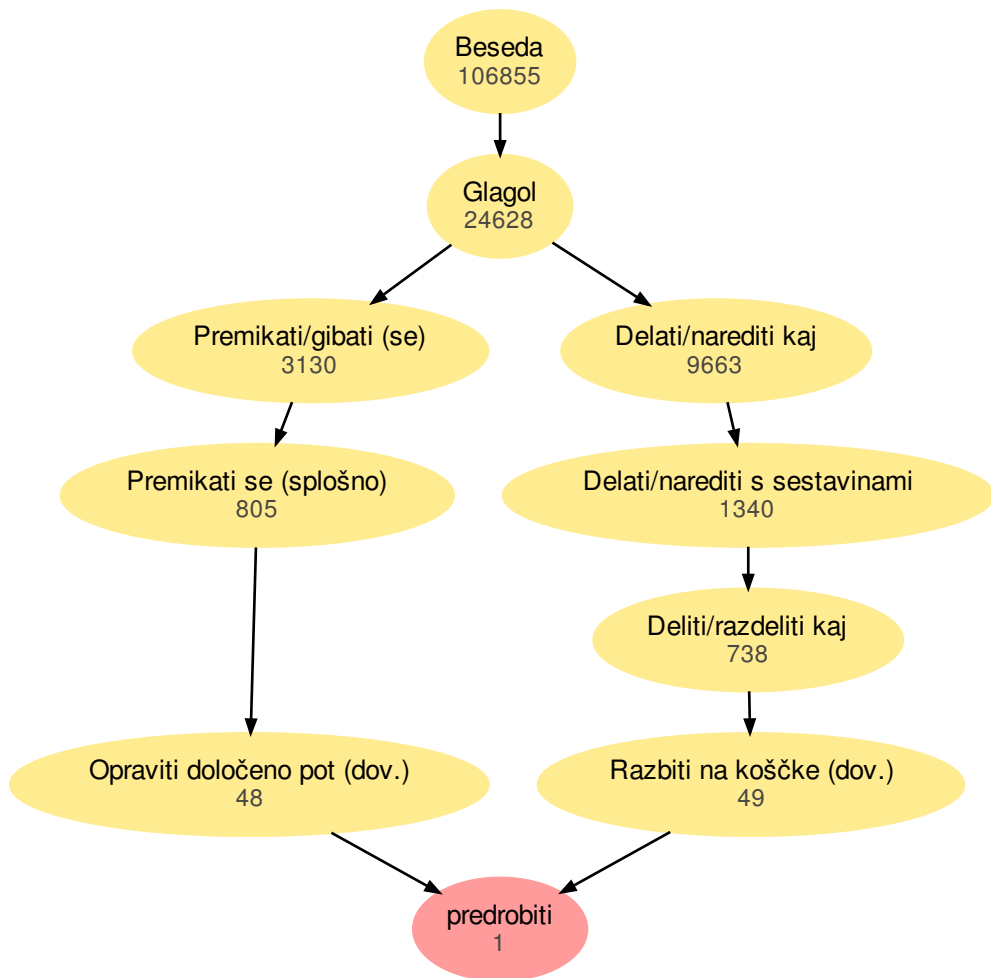 Beseda
106855
Glagol
24628
Premikati/gibati (se)
3130
Delati/narediti kaj
9663
Premikati se (splošno)
805
Delati/narediti s sestavinami
1340
Deliti/razdeliti kaj
738
Opraviti določeno pot (dov.)
48
Razbiti na koščke (dov.)
49
predrobiti
1